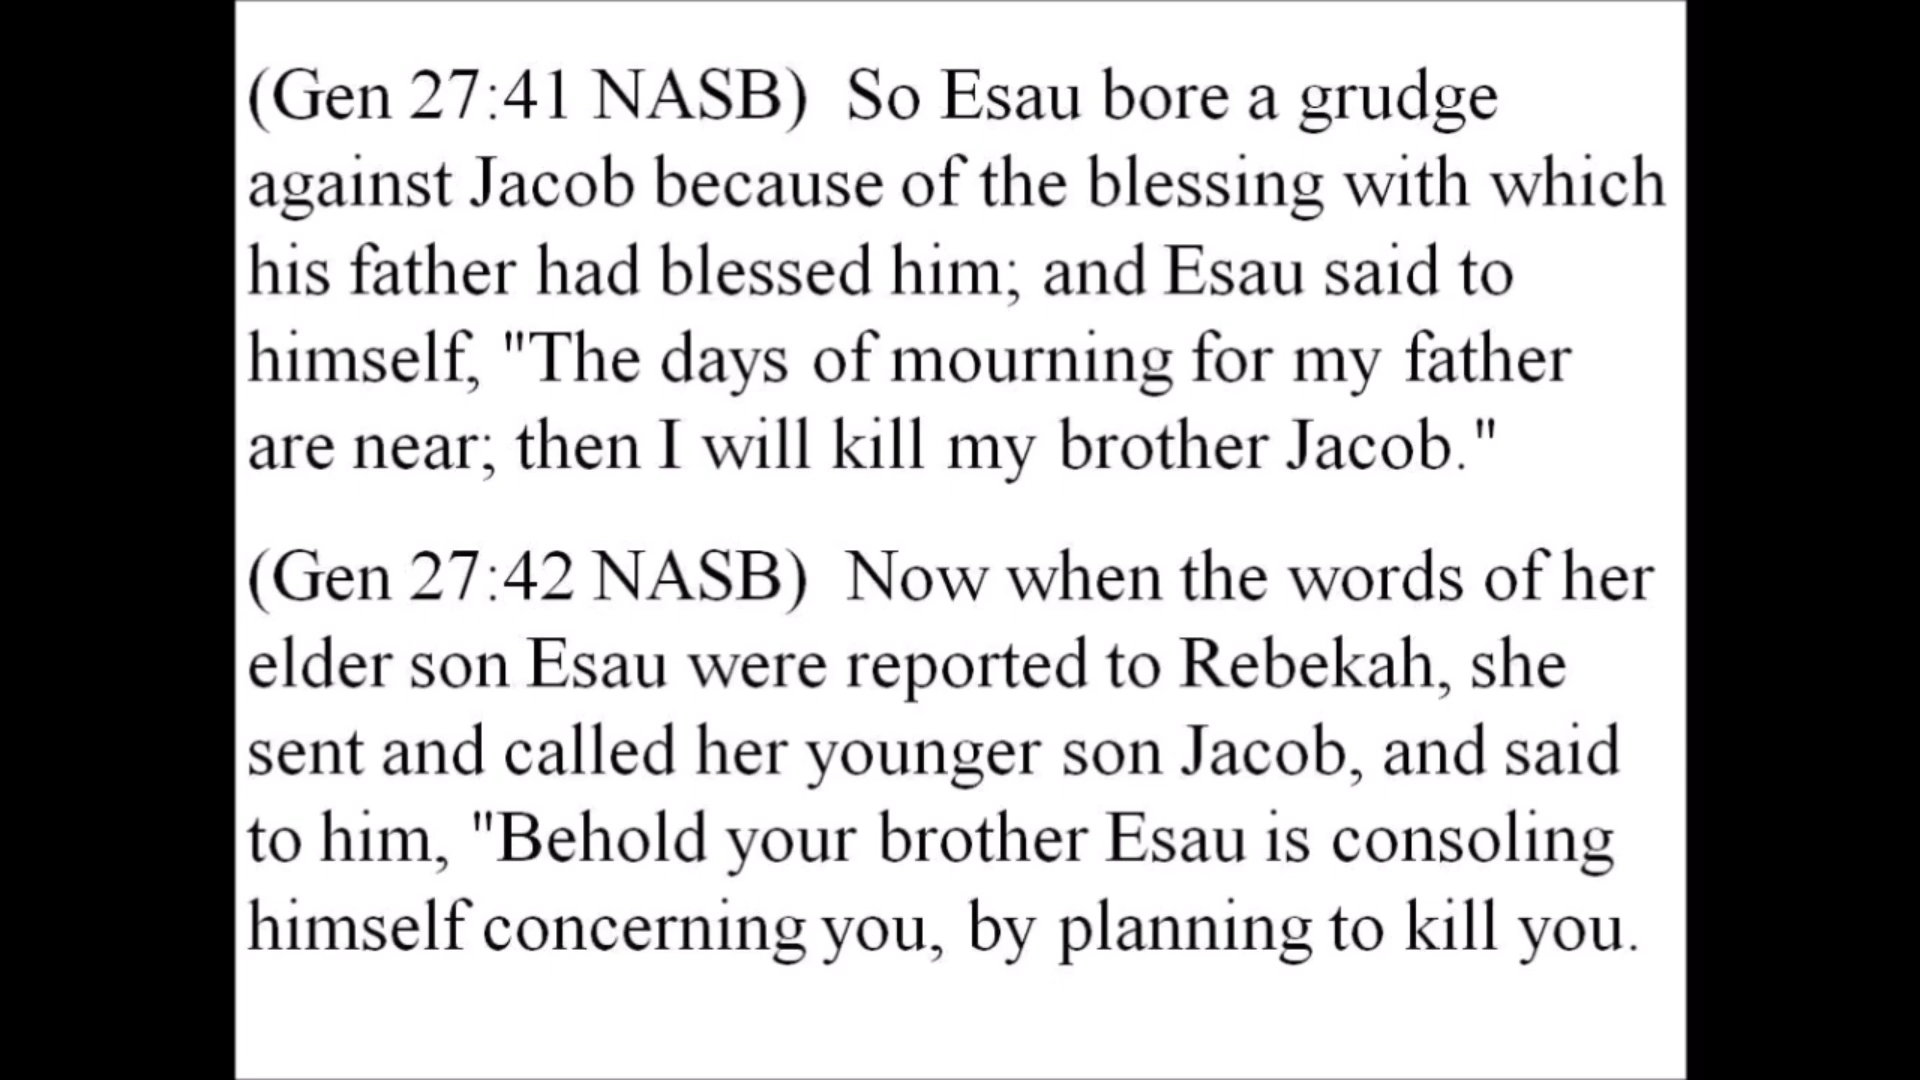 (Gen 27:41 NASB)  So Esau bore a grudge
against Jacob because of the blessing with which
his father had blessed him; and Esau said to
himself, "The days of mourning for my father
are near; then I will kill my brother Jacob."
(Gen 27:42 NASB)  Now when the words of her
elder son Esau were reported to Rebekah, she
sent and called her younger son Jacob, and said
to him, "Behold your brother Esau is consoling
himself concerning you, by planning to kill you.